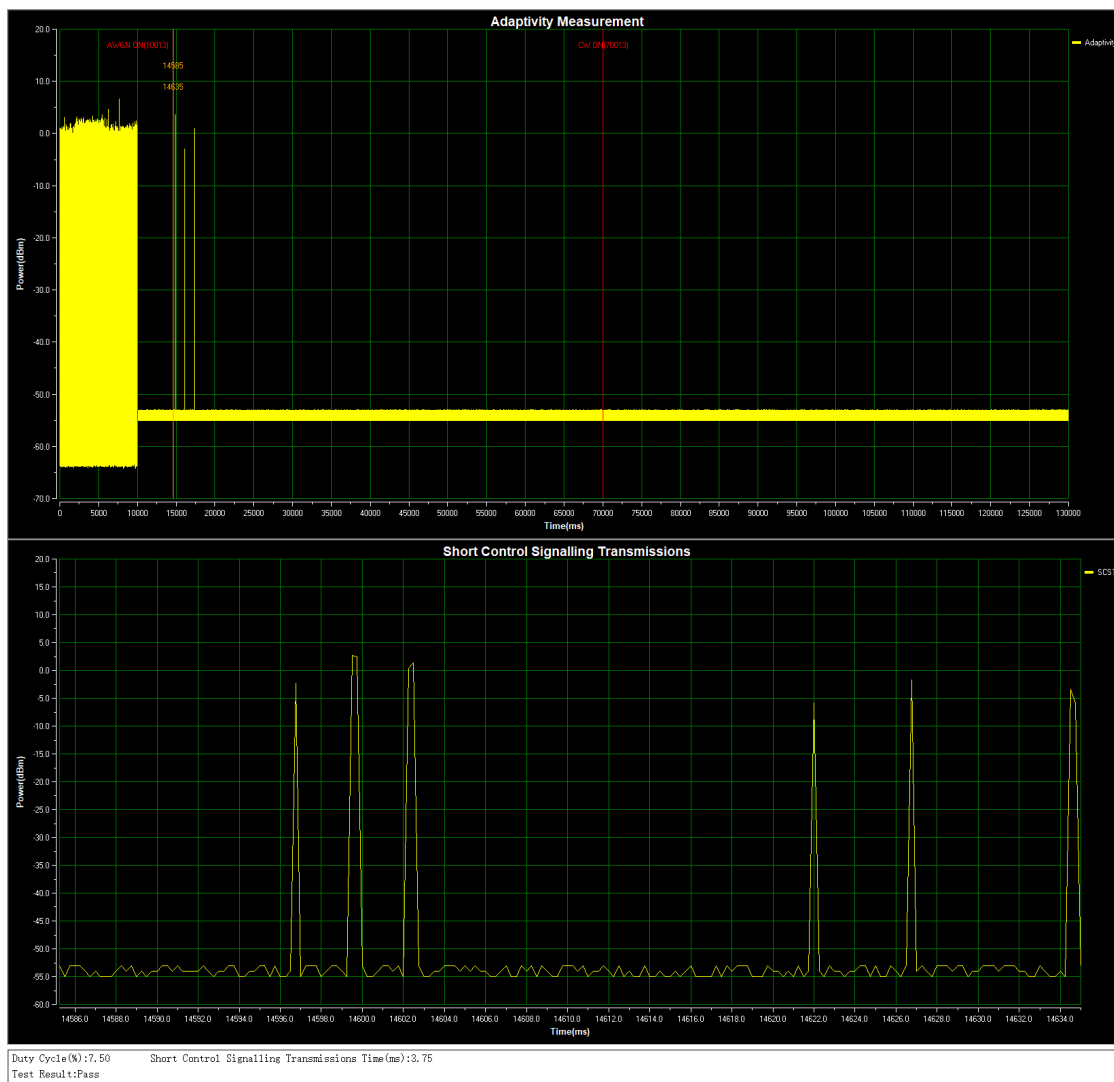 Adaptivity Measurement
20.0
10.0
0.0
-10.0
-20.0
-30.0
-40.0
-50.0
-60.0
-70.0
Power(dBm)
AWGN ON(10013)
14585
14635
CW ON(70013)
Adaptivity
0 5000 10000 15000 20000 25000 30000 35000 40000 45000 50000 55000 60000 65000 70000 75000 80000 85000 90000 95000 100000 105000 110000 115000 120000 125000 130000
Time(ms)
Short Control Signalling Transmissions
20.0
15.0
10.0
5.0
0.0
-5.0
-10.0
-15.0
-20.0
-25.0
-30.0
-35.0
-40.0
-45.0
-50.0
-55.0
-60.0
Power(dBm)
SCST
14586.0 14588.0 14590.0 14592.0 14594.0 14596.0 14598.0 14600.0 14602.0 14604.0 14606.0 14608.0 14610.0 14612.0 14614.0 14616.0 14618.0 14620.0 14622.0 14624.0 14626.0 14628.0 14630.0 14632.0 14634.0
Time(ms)
Duty Cycle(%):7.50 Short Control Signalling Transmissions Time(ms):3.75
Test Result:Pass